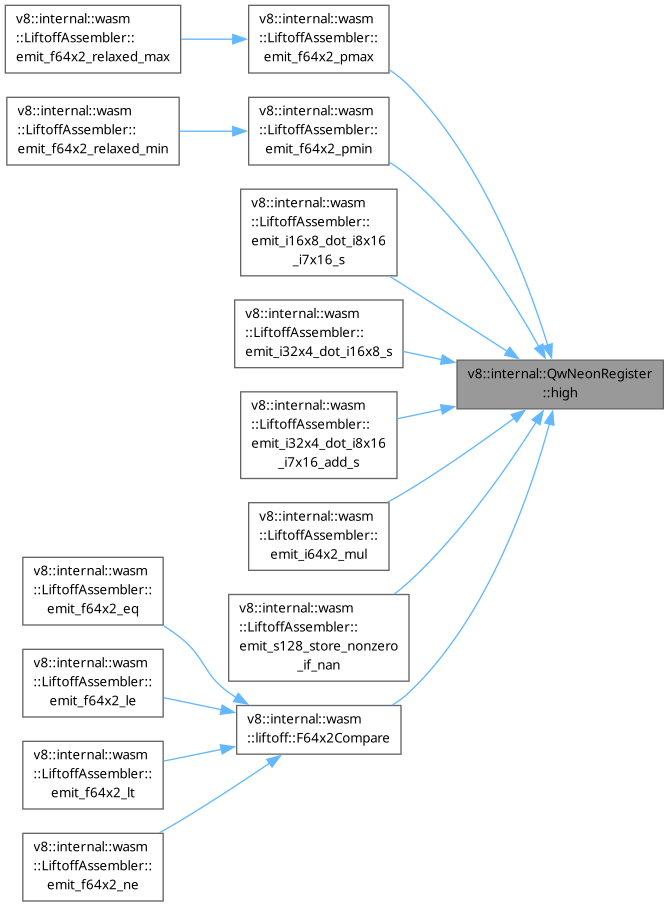 v8::internal::wasm
::LiftoffAssembler::
emit_f64x2_relaxed_max
v8::internal::wasm
::LiftoffAssembler::
emit_f64x2_pmax
v8::internal::wasm
::LiftoffAssembler::
emit_f64x2_relaxed_min
v8::internal::wasm
::LiftoffAssembler::
emit_f64x2_pmin
v8::internal::wasm
::LiftoffAssembler::
emit_i16x8_dot_i8x16
_i7x16_s
v8::internal::wasm
::LiftoffAssembler::
emit_i32x4_dot_i16x8_s
v8::internal::QwNeonRegister
::high
v8::internal::wasm
::LiftoffAssembler::
emit_i32x4_dot_i8x16
_i7x16_add_s
v8::internal::wasm
::LiftoffAssembler::
emit_i64x2_mul
v8::internal::wasm
::LiftoffAssembler::
emit_f64x2_eq
v8::internal::wasm
::LiftoffAssembler::
emit_s128_store_nonzero
_if_nan
v8::internal::wasm
::LiftoffAssembler::
emit_f64x2_le
v8::internal::wasm
::liftoff::F64x2Compare
v8::internal::wasm
::LiftoffAssembler::
emit_f64x2_lt
v8::internal::wasm
::LiftoffAssembler::
emit_f64x2_ne